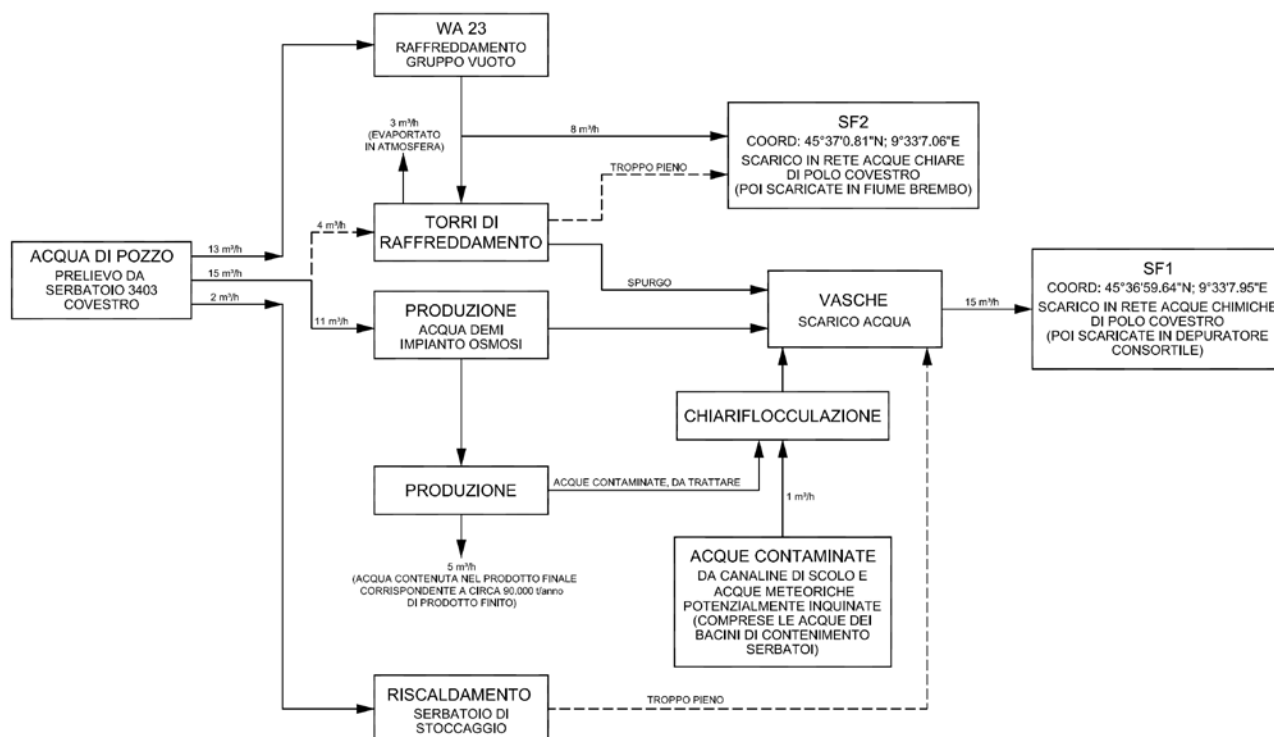 WA 23
RAFFREDDAMENTO
GRUPPO VUOTO
3 m³/h
(EVAPORTATO
IN ATMOSFERA)
8 m³/h
SF2
COORD: 45°37'0.81"N; 9°33'7.06"E
SCARICO IN RETE ACQUE CHIARE
DI POLO COVESTRO
(POI SCARICATE IN FIUME BREMBO)
TROPPO PIENO
4 m³/h
TORRI DI
RAFFREDDAMENTO
ACQUA DI POZZO
PRELIEVO DA
SERBATOIO 3403
COVESTRO
13 m³/h
15 m³/h
2 m³/h
SPURGO
VASCHE
SCARICO ACQUA
15 m³/h
SF1
COORD: 45°36'59.64"N; 9°33'7.95"E
SCARICO IN RETE ACQUE CHIMICHE
DI POLO COVESTRO
(POI SCARICATE IN DEPURATORE
CONSORTILE)
11 m³/h
PRODUZIONE
ACQUA DEMI
IMPIANTO OSMOSI
CHIARIFLOCCULAZIONE
PRODUZIONE
ACQUE CONTAMINATE, DA TRATTARE
1 m³/h
5 m³/h
(ACQUA CONTENUTA NEL PRODOTTO FINALE
CORRISPONDENTE A CIRCA 90.000 t/anno
DI PRODOTTO FINITO)
ACQUE CONTAMINATE
DA CANALINE DI SCOLO E
ACQUE METEORICHE
POTENZIALMENTE INQUINATE
(COMPRESE LE ACQUE DEI
BACINI DI CONTENIMENTO
SERBATOI)
RISCALDAMENTO
SERBATOIO DI
STOCCAGGIO
TROPPO PIENO